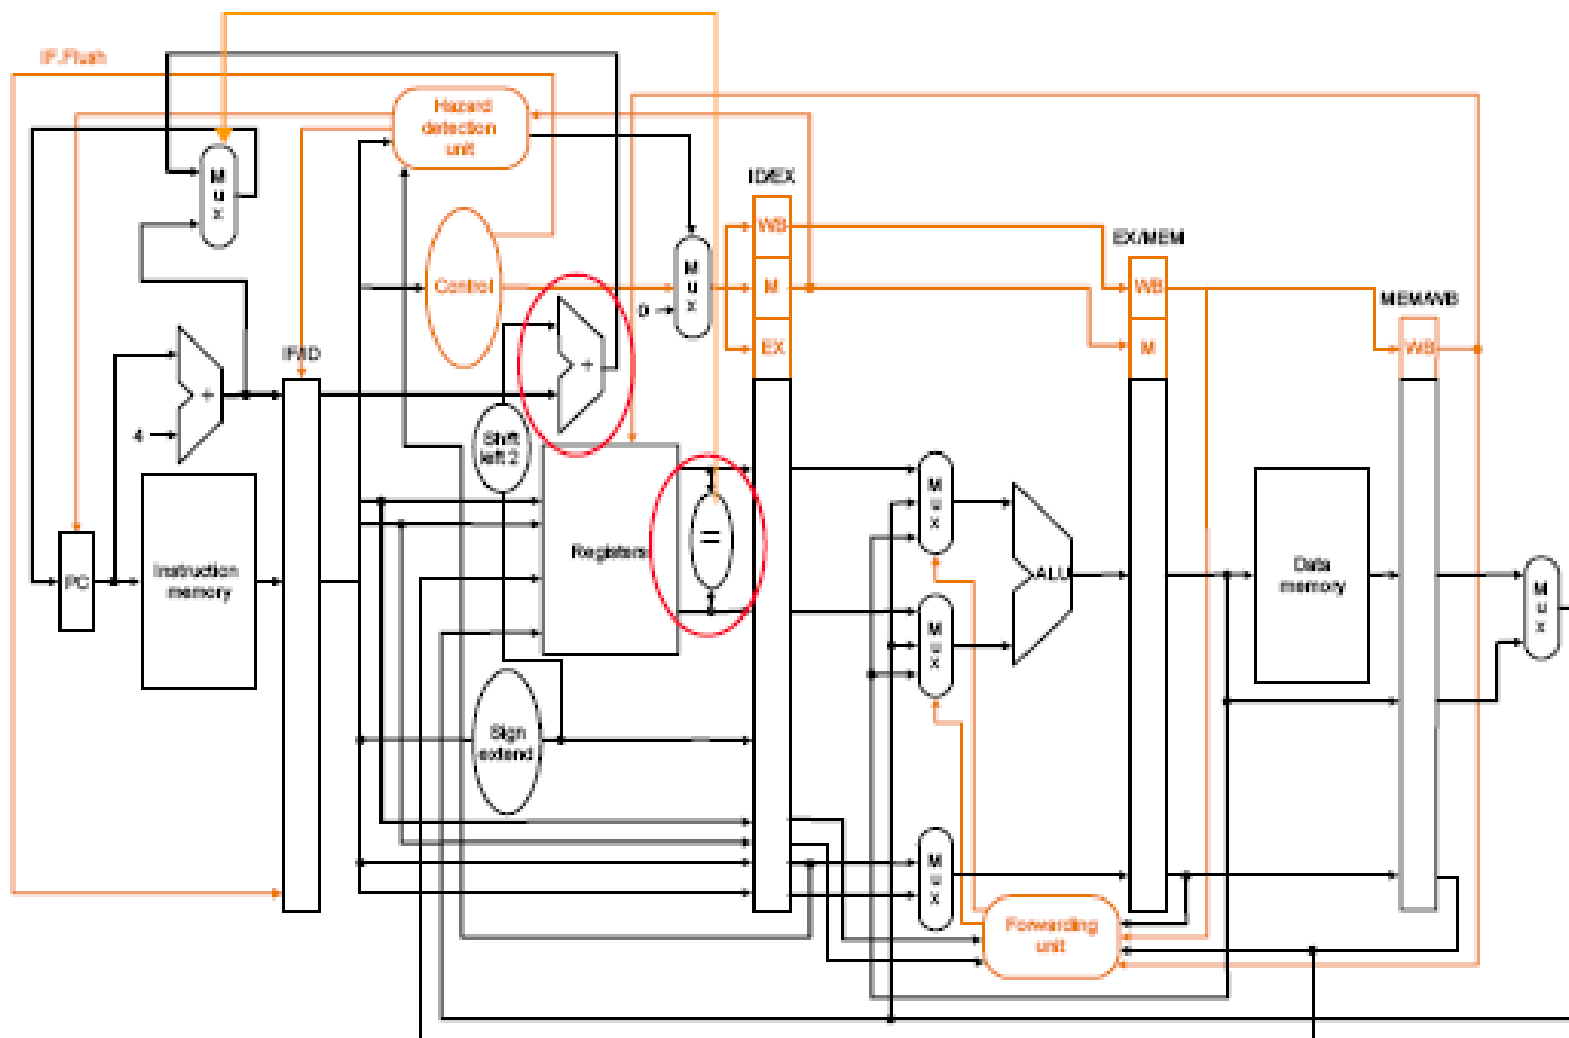 IF.Flush
Hazard
detection
unit
M
u
x
ID/EX
WB
EX/MEM
M
u
x
Control
M
WB
MEM/WB
0
+
IF/ID
EX
M
WB
+
4
Shift
left 2
M
u
x
=
Registers
PC
Instruction
memory
ALU
Data
memory
M
u
x
M
u
x
Sign
extend
M
u
x
Forwarding
unit